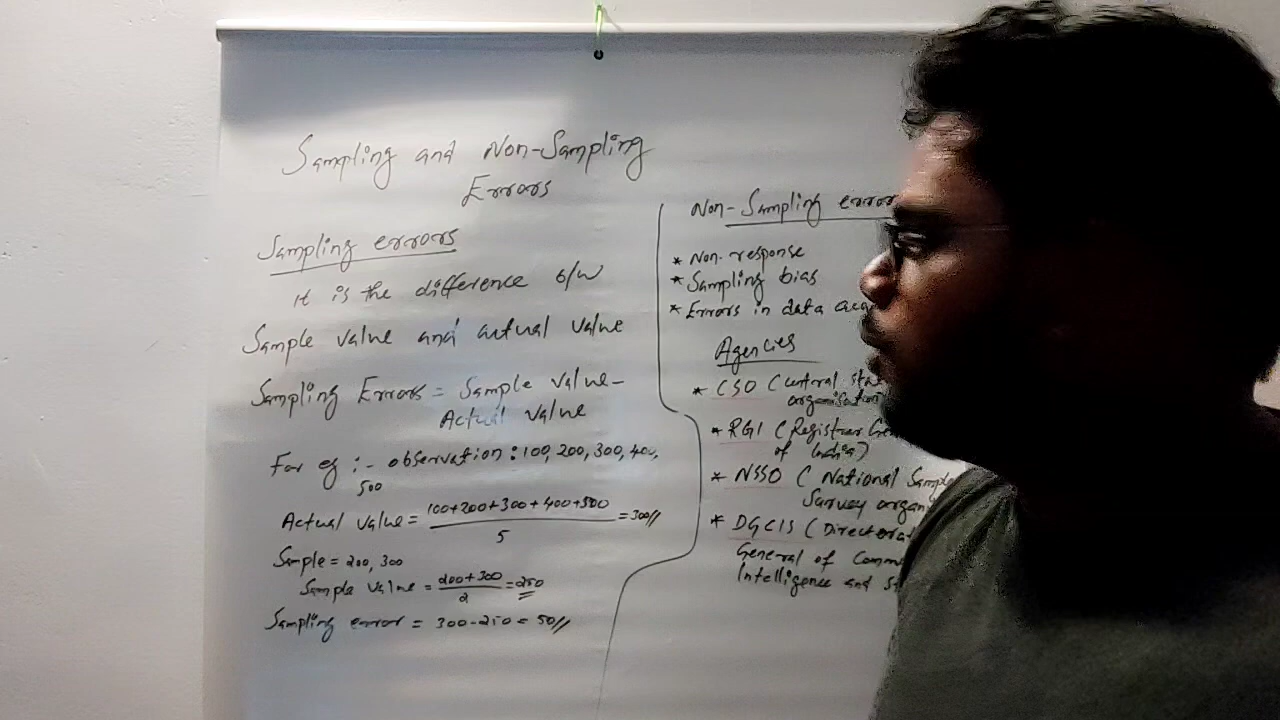 Sampling and Non-Sampling
Errors
Sampling errors
It is the difference b/w
Sample value and actual value
Sampling Errors = Sample value-
Actual value
For eg :- observation : 100, 200, 300, 400,
500
Actual value = 100+200+300+400+500 / 5 = 300//
Sample = 200, 300
Sample value = 200+300 / 2 = 250
Sampling error = 300-250 = 50//
Non-Sampling error
* Non-response
* Sampling bias
* Errors in data
Agencies
* CSO (Central
organisation
* RGI (Registrar
of India)
* NSSO ( National Sample
Survey
* DGCIS (
General of
Intelligence and